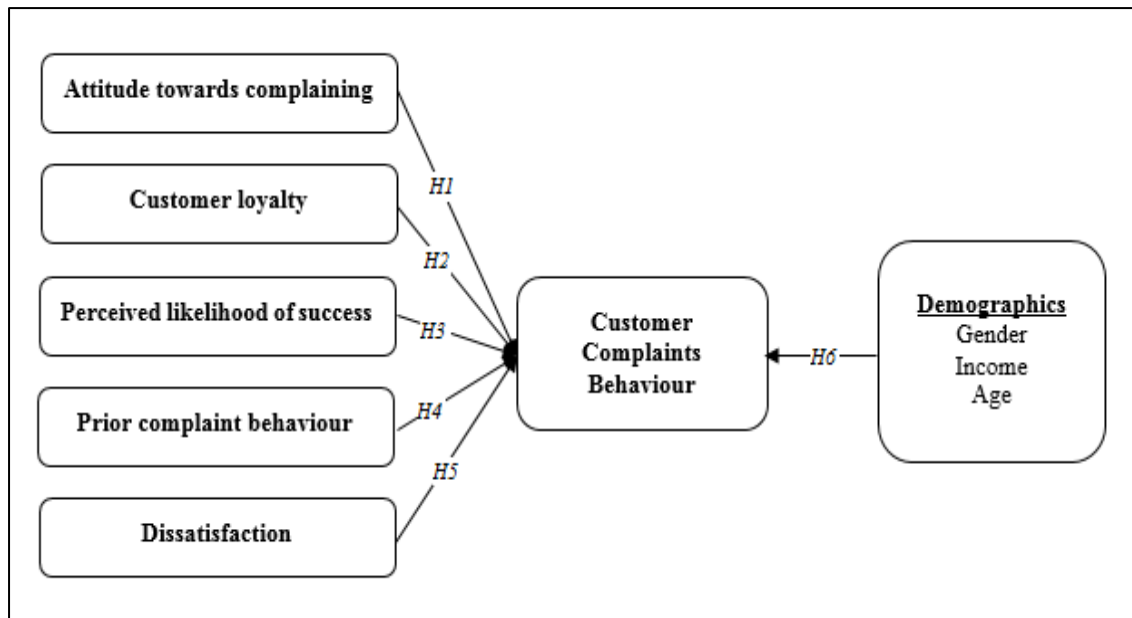 Attitude towards complaining
Customer loyalty
Perceived likelihood of success
Prior complaint behaviour
Dissatisfaction
H1
H2
H3
H4
H5
Customer
Complaints
Behaviour
H6
Demographics
Gender
Income
Age